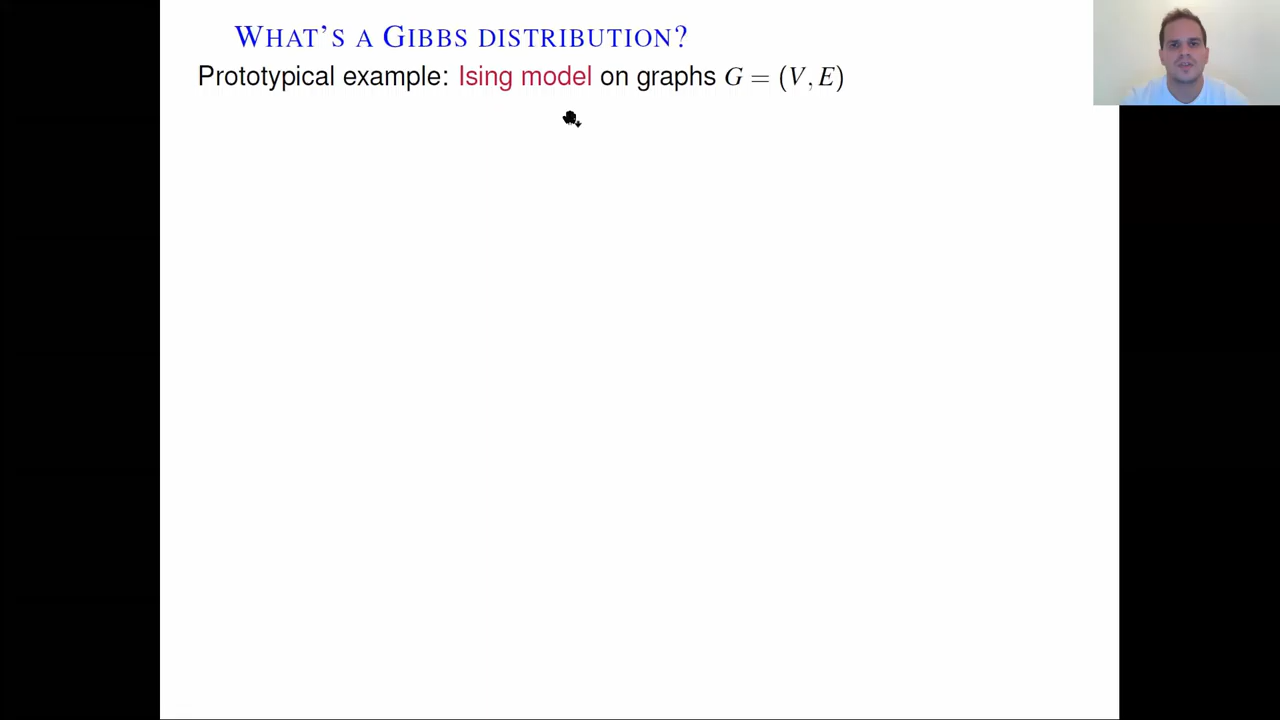 WHAT'S A GIBBS DISTRIBUTION?
Prototypical example: Ising model on graphs G = (V, E)